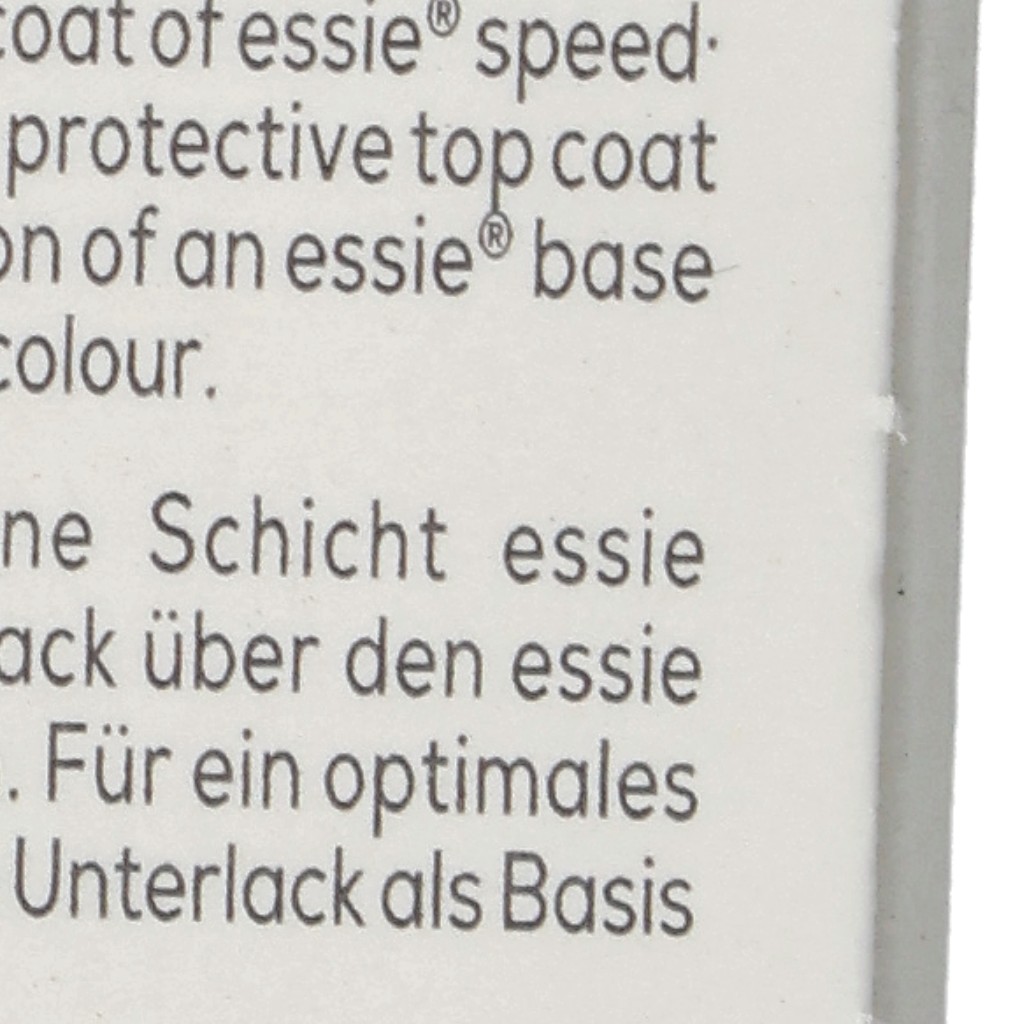 coat of essie® speed·
protective top coat
on of an essie® base
colour.
ne Schicht essie
ack über den essie
. Für ein optimales
Unterlack als Basis